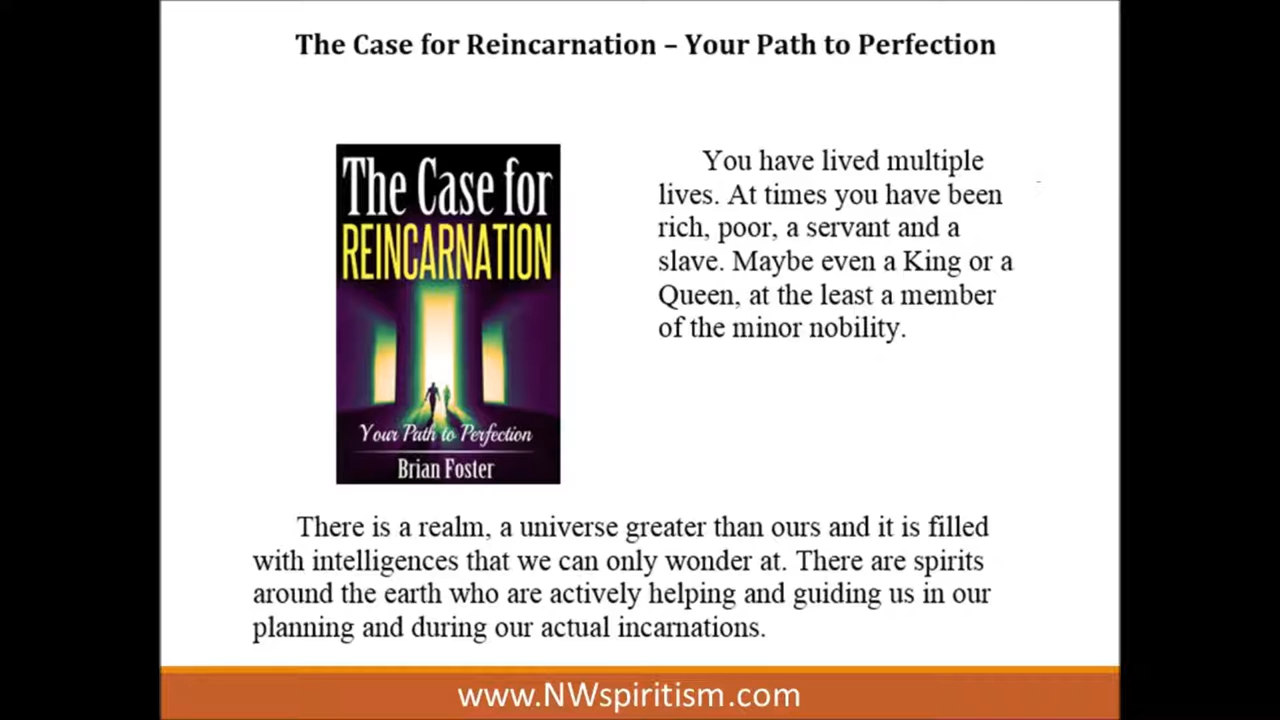 The Case for Reincarnation – Your Path to Perfection
The Case for
REINCARNATION
Your Path to Perfection
Brian Foster
You have lived multiple
lives. At times you have been
rich, poor, a servant and a
slave. Maybe even a King or a
Queen, at the least a member
of the minor nobility.
There is a realm, a universe greater than ours and it is filled
with intelligences that we can only wonder at. There are spirits
around the earth who are actively helping and guiding us in our
planning and during our actual incarnations.
www.NWspiritism.com